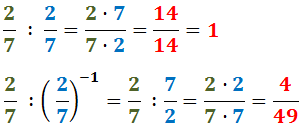 2/7 : 2/7 = (2 · 7)/(7 · 2) = 14/14 = 1
2/7 : (2/7)^−1 = 2/7 : 7/2 = (2 · 2)/(7 · 7) = 4/49